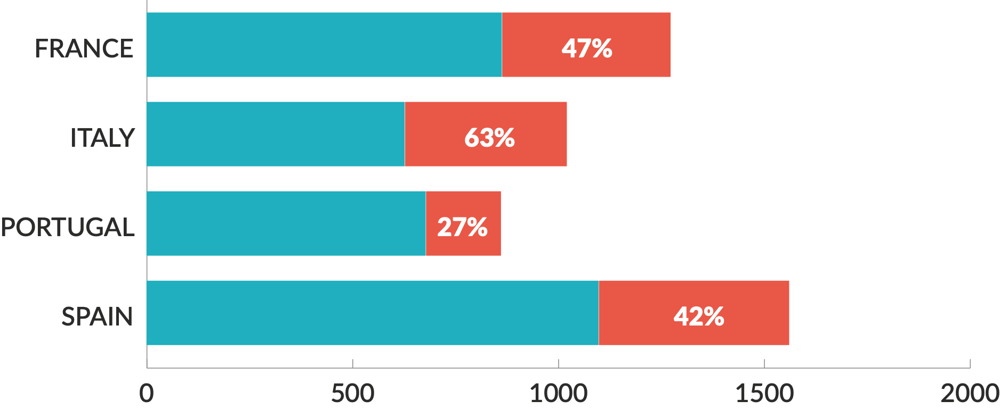 FRANCE 47%
ITALY 63%
PORTUGAL 27%
SPAIN 42%
0 500 1000 1500 2000